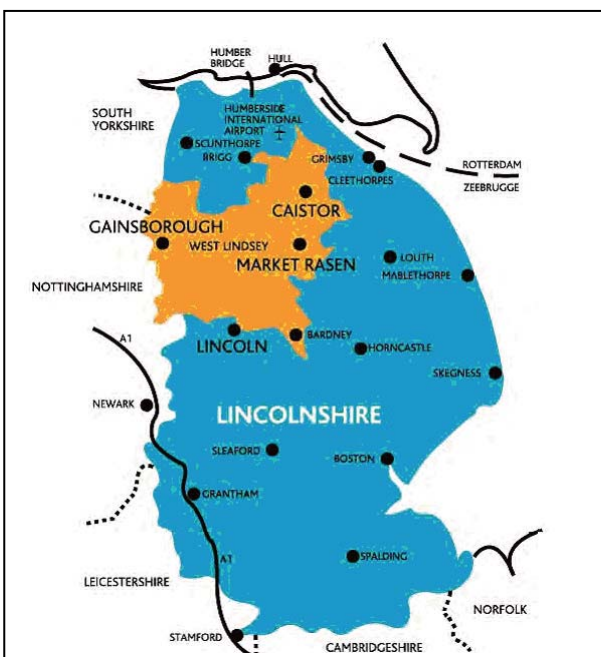 HUMBER
BRIDGE
HULL
SOUTH
YORKSHIRE
HUMBERSIDE
INTERNATIONAL
AIRPORT
SCUNTHORPE
BRIGG
GRIMSBY
CLEETHORPES
ROTTERDAM
ZEEBRUGGE
CAISTOR
GAINSBOROUGH
WEST LINDSEY
MARKET RASEN
LOUTH
MABLETHORPE
NOTTINGHAMSHIRE
A1
LINCOLN
BARDNEY
HORNCASTLE
SKEGNESS
NEWARK
LINCOLNSHIRE
SLEAFORD
BOSTON
GRANTHAM
A1
SPALDING
LEICESTERSHIRE
NORFOLK
STAMFORD
CAMBRIDGESHIRE